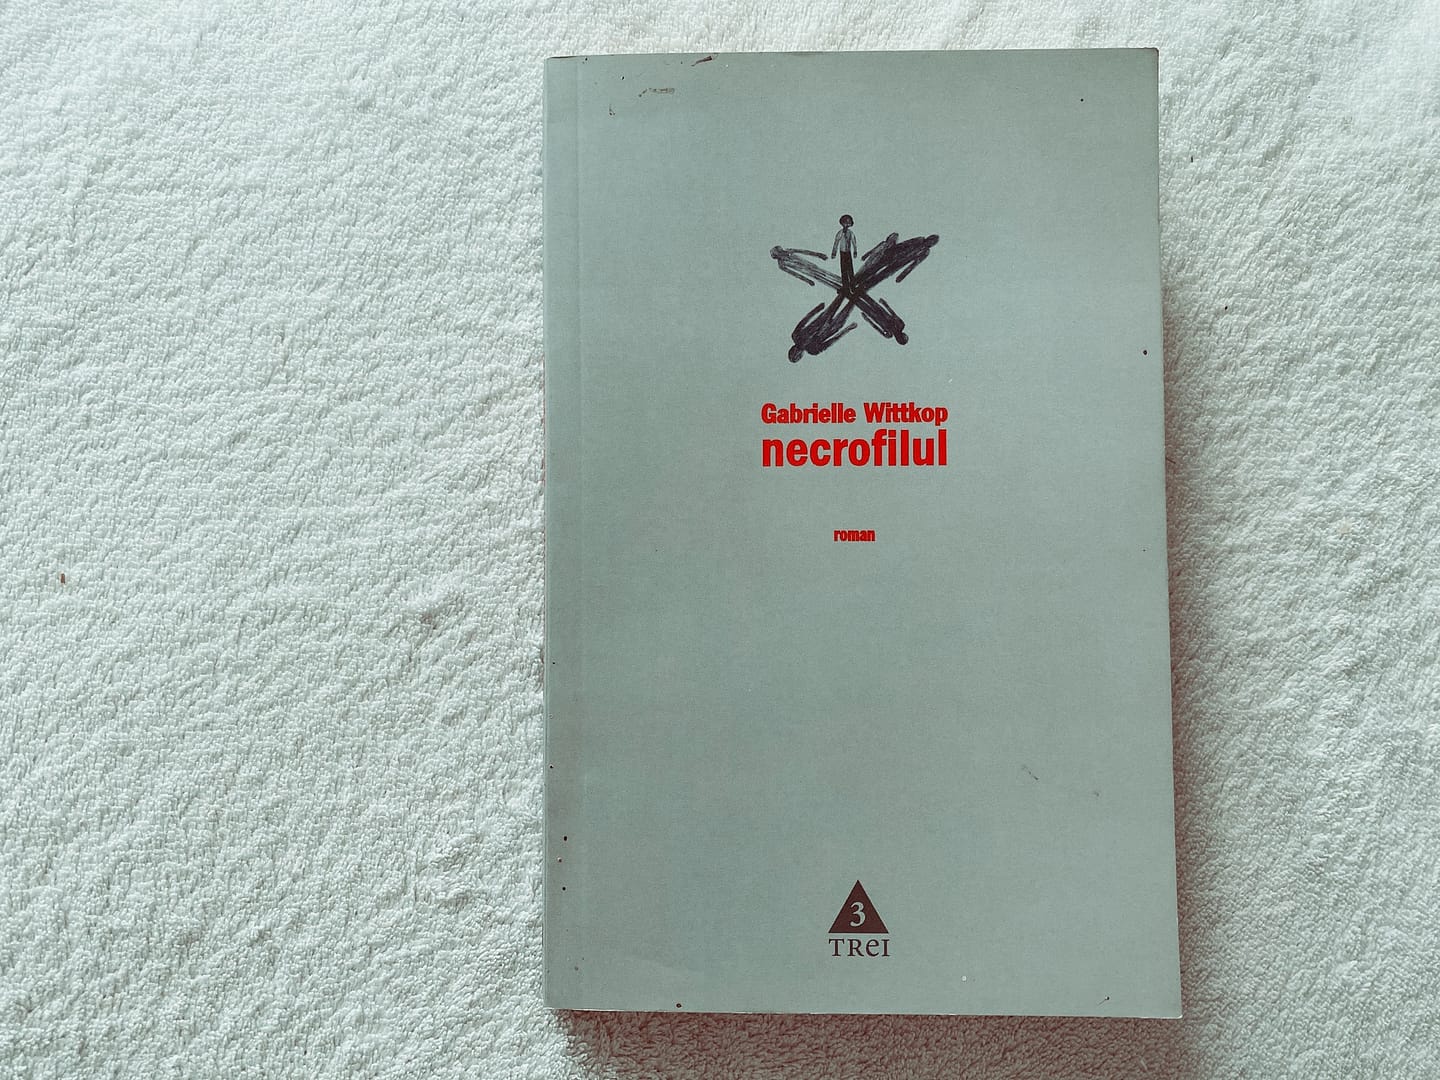 Gabrielle Wittkop
necrofilul
roman
3
TReI